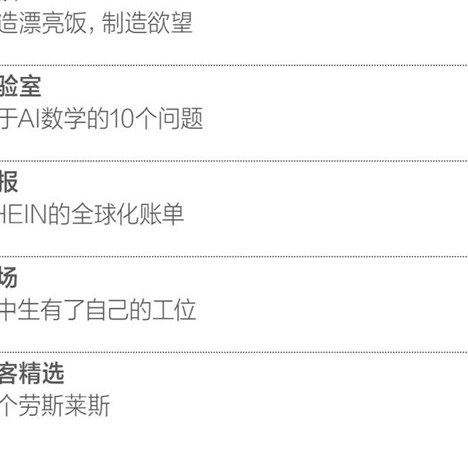 造漂亮饭，制造欲望
验室
于AI数学的10个问题
报
HEIN的全球化账单
场
中生有了自己的工位
客精选
个劳斯莱斯